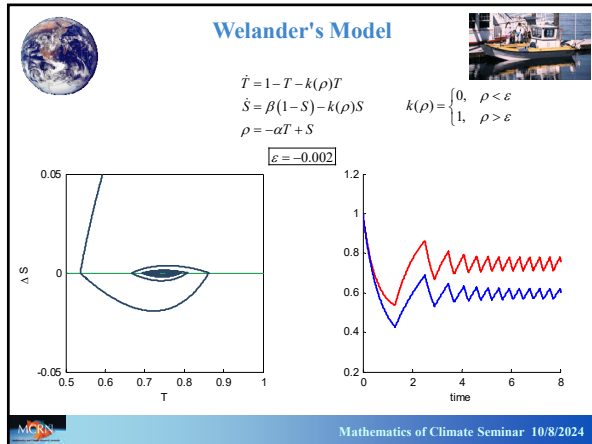 Welander's Model
Ṫ = 1 − T − k(ρ)T
Ṡ = β(1 − S) − k(ρ)S
ρ = −αT + S
k(ρ) = {0, ρ < ε
1, ρ > ε
ε = −0.002
0.05
0
-0.05
Δ S
0.5 0.6 0.7 0.8 0.9 1
T
1.2
1
0.8
0.6
0.4
0.2
0 2 4 6 8
time
MCRN
Mathematics of Climate Seminar 10/8/2024